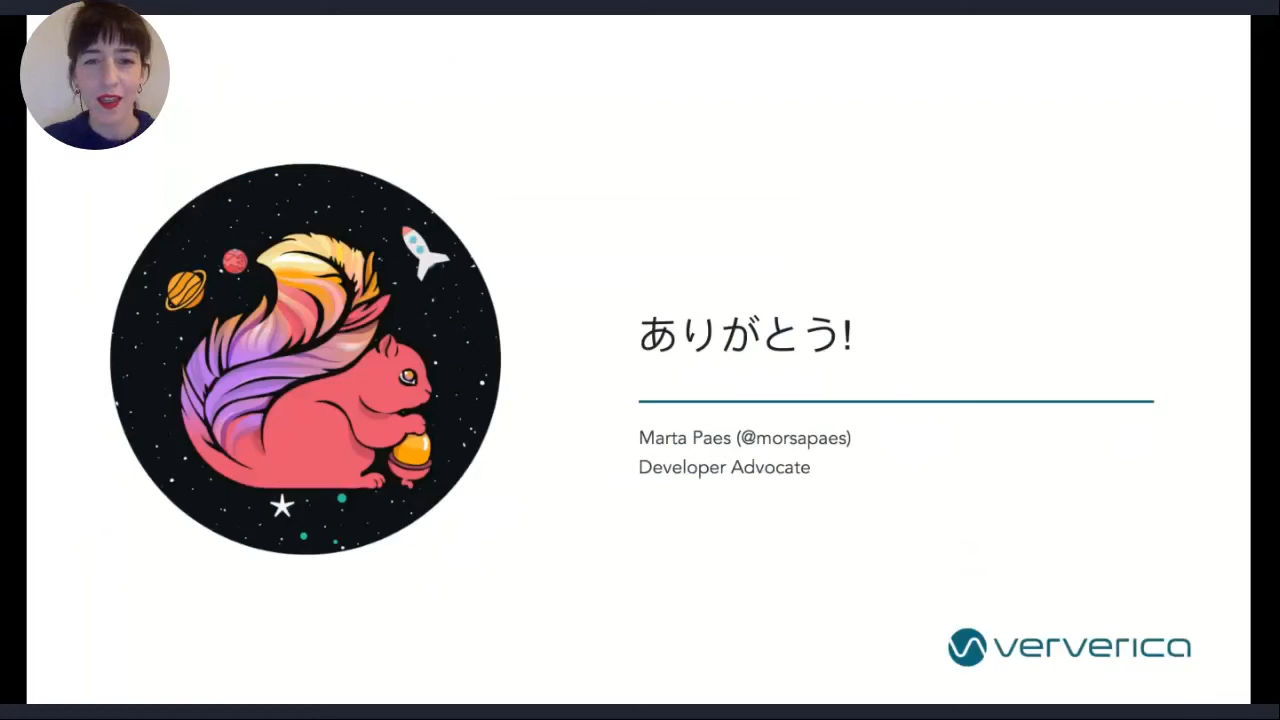 ありがとう!
Marta Paes (@morsapaes)
Developer Advocate
ververica